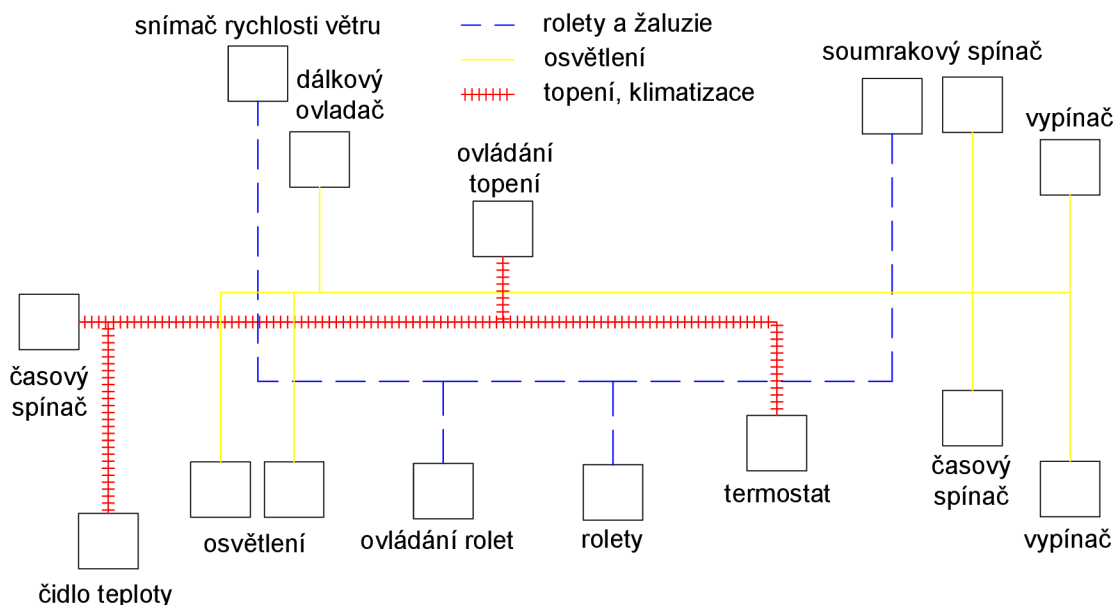 snímač rychlosti větru
dálkový
ovladač
rolety a žaluzie
osvětlení
topení, klimatizace
soumrakový spínač
vypínač
ovládání
topení
časový
spínač
čidlo teploty
osvětlení
ovládání rolet
rolety
termostat
časový
spínač
vypínač